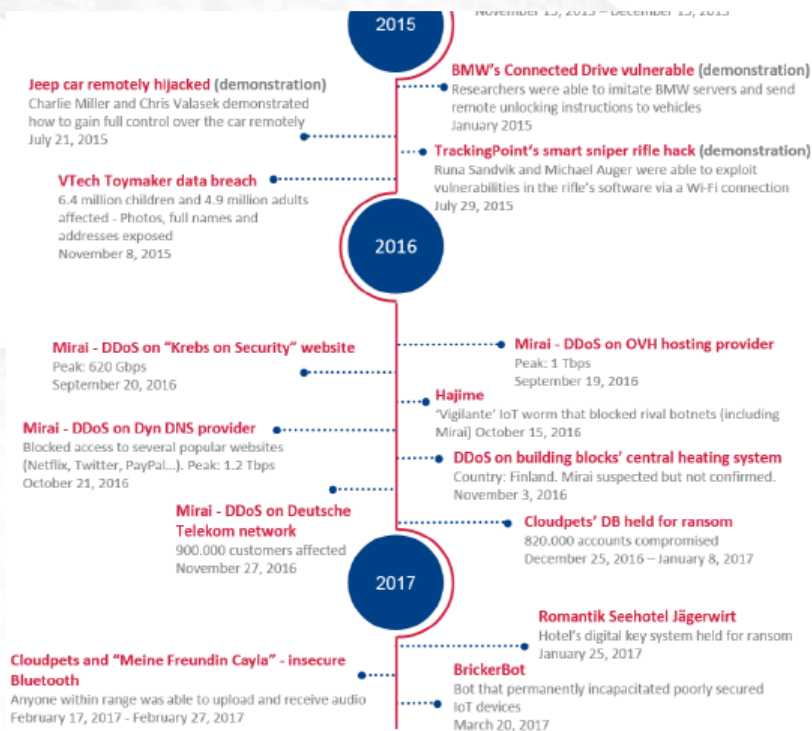 November 13, 2015 – December 15, 2015
2015
BMW's Connected Drive vulnerable (demonstration)
Researchers were able to imitate BMW servers and send
remote unlocking instructions to vehicles
January 2015
Jeep car remotely hijacked (demonstration)
Charlie Miller and Chris Valasek demonstrated
how to gain full control over the car remotely
July 21, 2015
TrackingPoint's smart sniper rifle hack (demonstration)
Runa Sandvik and Michael Auger were able to exploit
vulnerabilities in the rifle's software via a Wi-Fi connection
July 29, 2015
VTech Toymaker data breach
6.4 million children and 4.9 million adults
affected - Photos, full names and
addresses exposed
November 8, 2015
2016
Mirai - DDoS on OVH hosting provider
Peak: 1 Tbps
September 19, 2016
Mirai - DDoS on "Krebs on Security" website
Peak: 620 Gbps
September 20, 2016
Hajime
'Vigilante' IoT worm that blocked rival botnets (including
Mirai) October 15, 2016
Mirai - DDoS on Dyn DNS provider
Blocked access to several popular websites
(Netflix, Twitter, PayPal...). Peak: 1.2 Tbps
October 21, 2016
DDoS on building blocks' central heating system
Country: Finland. Mirai suspected but not confirmed.
November 3, 2016
Mirai - DDoS on Deutsche
Telekom network
900.000 customers affected
November 27, 2016
Cloudpets' DB held for ransom
820.000 accounts compromised
December 25, 2016 – January 8, 2017
2017
Romantik Seehotel Jägerwirt
Hotel's digital key system held for ransom
January 25, 2017
Cloudpets and "Meine Freundin Cayla" - insecure
Bluetooth
Anyone within range was able to upload and receive audio
February 17, 2017 - February 27, 2017
BrickerBot
Bot that permanently incapacitated poorly secured
IoT devices
March 20, 2017